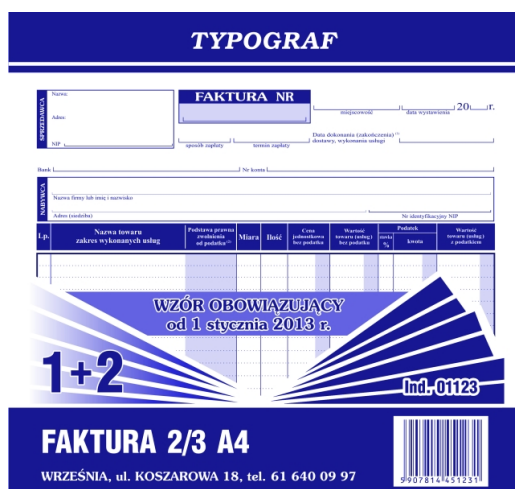 TYPOGRAF
SPRZEDAWCA
Nazwa:
Adres:
NIP
FAKTURA NR
miejscowość data wystawienia 20 r.
sposób zapłaty termin zapłaty
Data dokonania (zakończenia)
dostawy, wykonania usługi
Bank Nr konta
NABYWCA
Nazwa firmy lub imię i nazwisko
Adres (siedziba) Nr identyfikacyjny NIP
Lp. Nazwa towaru zakres wykonanych usług Podstawa prawna zwolnienia od podatku Miara Ilość Cena jednostkowa bez podatku Wartość towaru (usług) bez podatku Podatek stawka % kwota Wartość towaru (usług) z podatkiem
WZÓR OBOWIĄZUJĄCY
od 1 stycznia 2013 r.
1+2
Ind. 01123
FAKTURA 2/3 A4
WRZEŚNIA, ul. KOSZAROWA 18, tel. 61 640 09 97
5 907814 451231